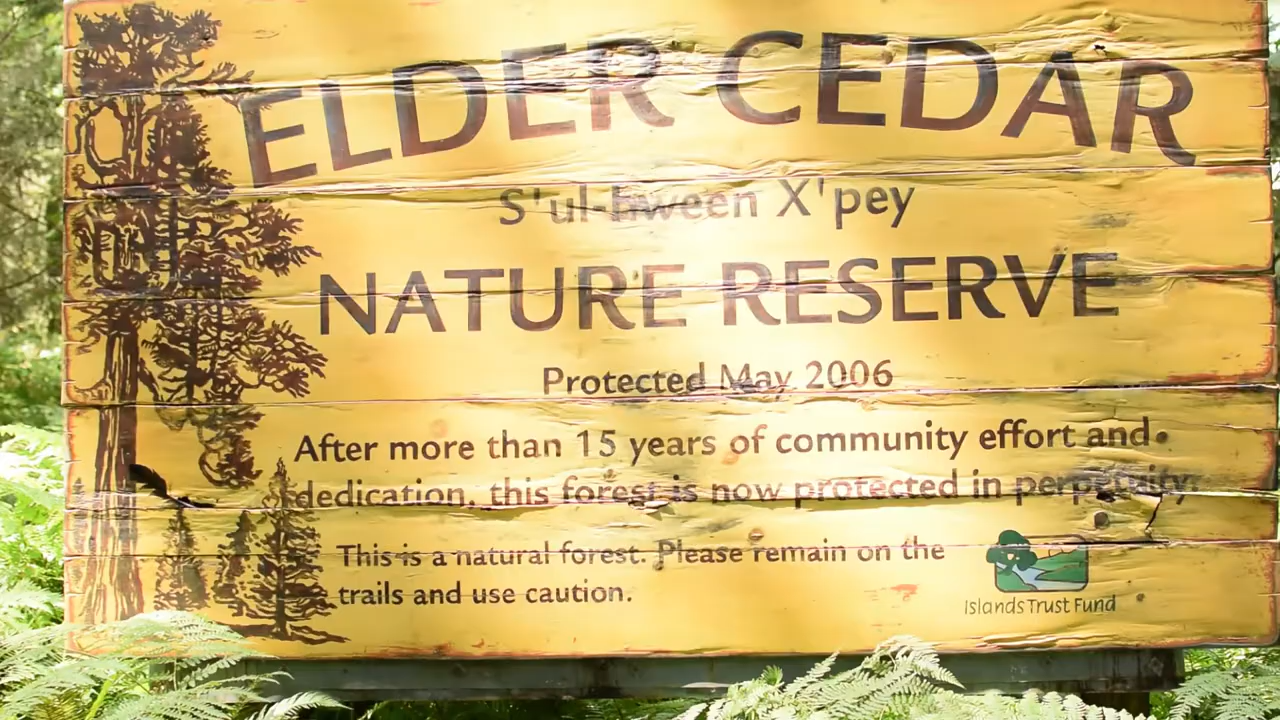 ELDER CEDAR
S'ul-hween X'pey
NATURE RESERVE
Protected May 2006
After more than 15 years of community effort and
dedication, this forest is now protected in perpetuity.
This is a natural forest. Please remain on the
trails and use caution.
Islands Trust Fund